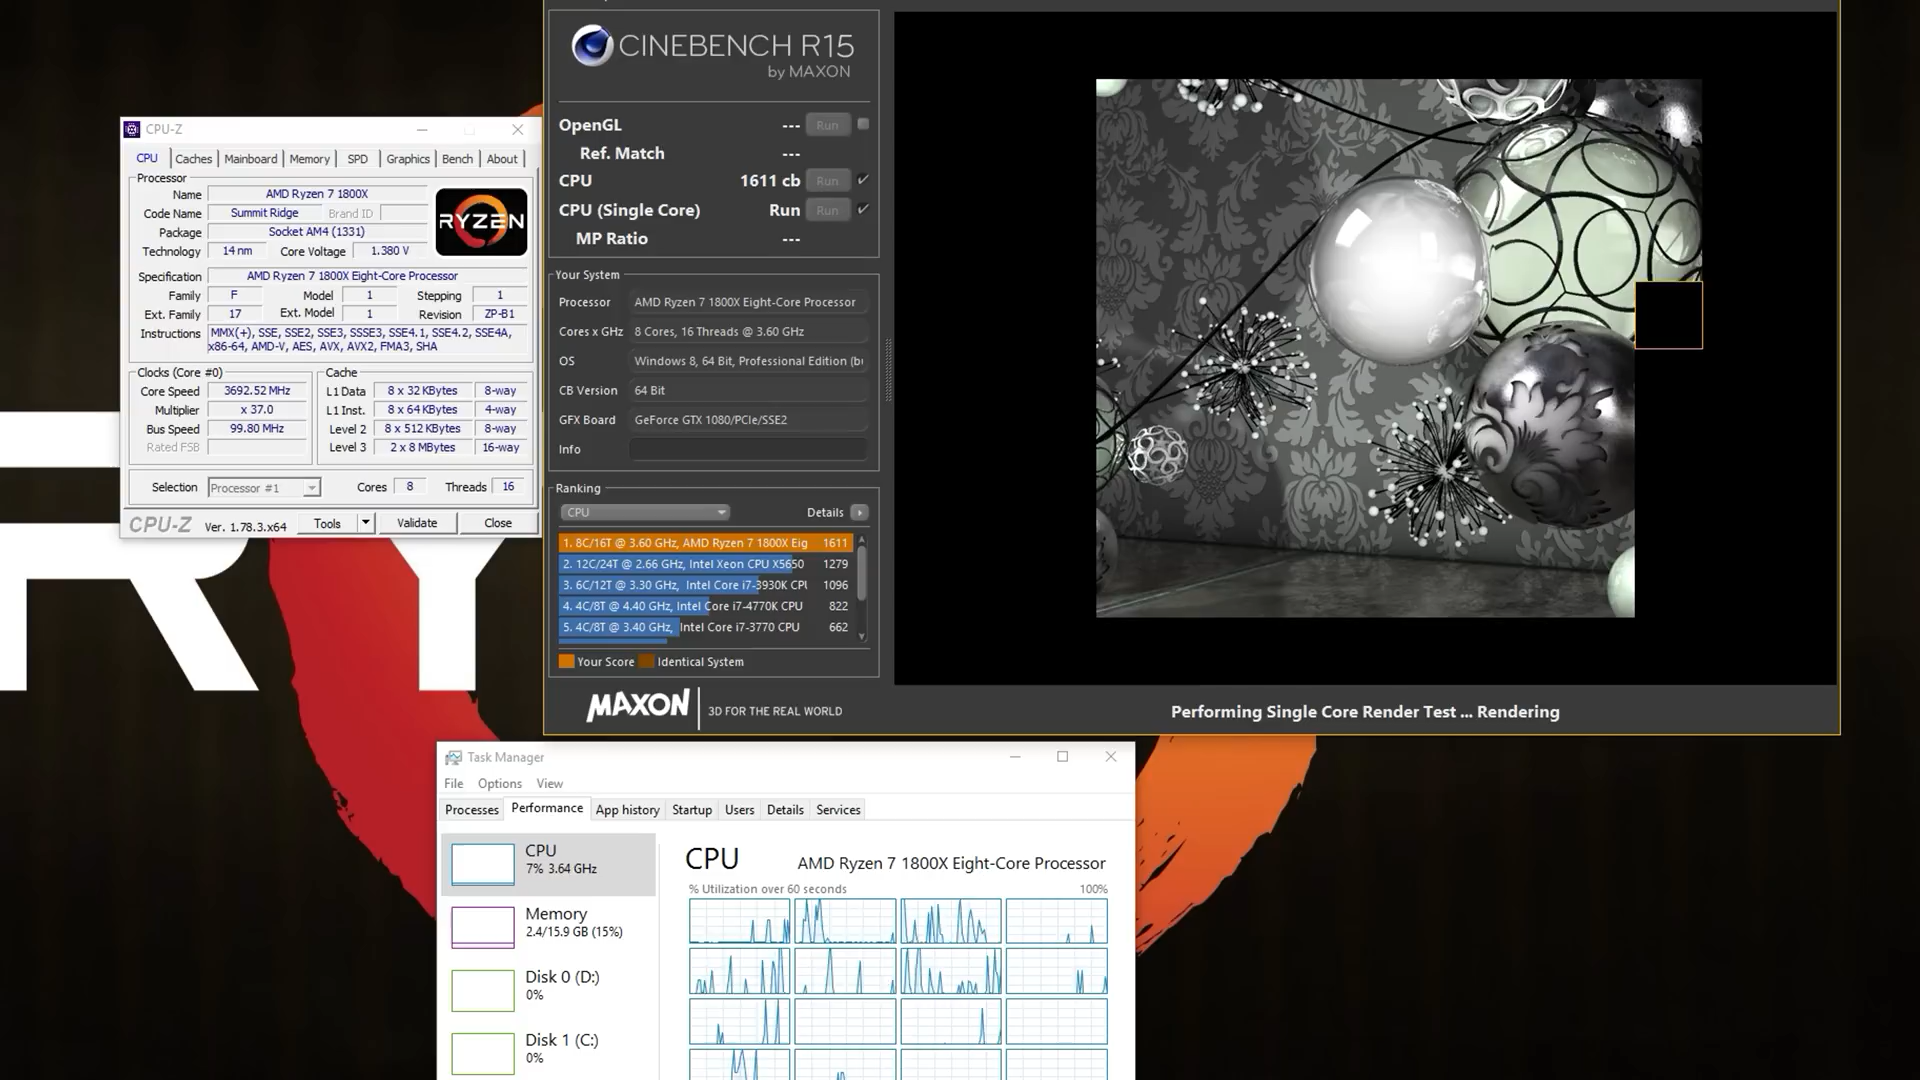 CINEBENCH R15
by MAXON
OpenGL --- Run
Ref. Match ---
CPU 1611 cb Run
CPU (Single Core) Run Run
MP Ratio ---
Your System
Processor AMD Ryzen 7 1800X Eight-Core Processor
Cores x GHz 8 Cores, 16 Threads @ 3.60 GHz
OS Windows 8, 64 Bit, Professional Edition (bu
CB Version 64 Bit
GFX Board GeForce GTX 1080/PCIe/SSE2
Info
Ranking
CPU Details
1. 8C/16T @ 3.60 GHz, AMD Ryzen 7 1800X Eig 1611
2. 12C/24T @ 2.66 GHz, Intel Xeon CPU X5650 1279
3. 6C/12T @ 3.30 GHz, Intel Core i7-3930K CPU 1096
4. 4C/8T @ 4.40 GHz, Intel Core i7-4770K CPU 822
5. 4C/8T @ 3.40 GHz, Intel Core i7-3770 CPU 662
Your Score Identical System
MAXON 3D FOR THE REAL WORLD
Performing Single Core Render Test ... Rendering
CPU-Z
CPU Caches Mainboard Memory SPD Graphics Bench About
Processor
Name AMD Ryzen 7 1800X
Code Name Summit Ridge Brand ID
Package Socket AM4 (1331)
Technology 14 nm Core Voltage 1.380 V
RYZEN
Specification AMD Ryzen 7 1800X Eight-Core Processor
Family F Model 1 Stepping 1
Ext. Family 17 Ext. Model 1 Revision ZP-B1
Instructions MMX(+), SSE, SSE2, SSE3, SSSE3, SSE4.1, SSE4.2, SSE4A,
x86-64, AMD-V, AES, AVX, AVX2, FMA3, SHA
Clocks (Core #0)
Core Speed 3692.52 MHz
Multiplier x 37.0
Bus Speed 99.80 MHz
Rated FSB
Cache
L1 Data 8 x 32 KBytes 8-way
L1 Inst. 8 x 64 KBytes 4-way
Level 2 8 x 512 KBytes 8-way
Level 3 2 x 8 MBytes 16-way
Selection Processor #1 Cores 8 Threads 16
CPU-Z Ver. 1.78.3.x64 Tools Validate Close
RY
Task Manager
File Options View
Processes Performance App history Startup Users Details Services
CPU
7% 3.64 GHz
Memory
2.4/15.9 GB (15%)
Disk 0 (D:)
0%
Disk 1 (C:)
0%
CPU AMD Ryzen 7 1800X Eight-Core Processor
% Utilization over 60 seconds 100%